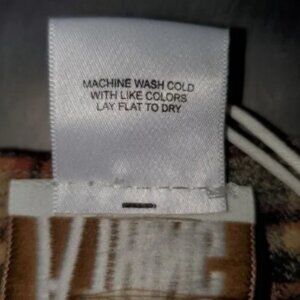 MACHINE WASH COLD
WITH LIKE COLORS
LAY FLAT TO DRY